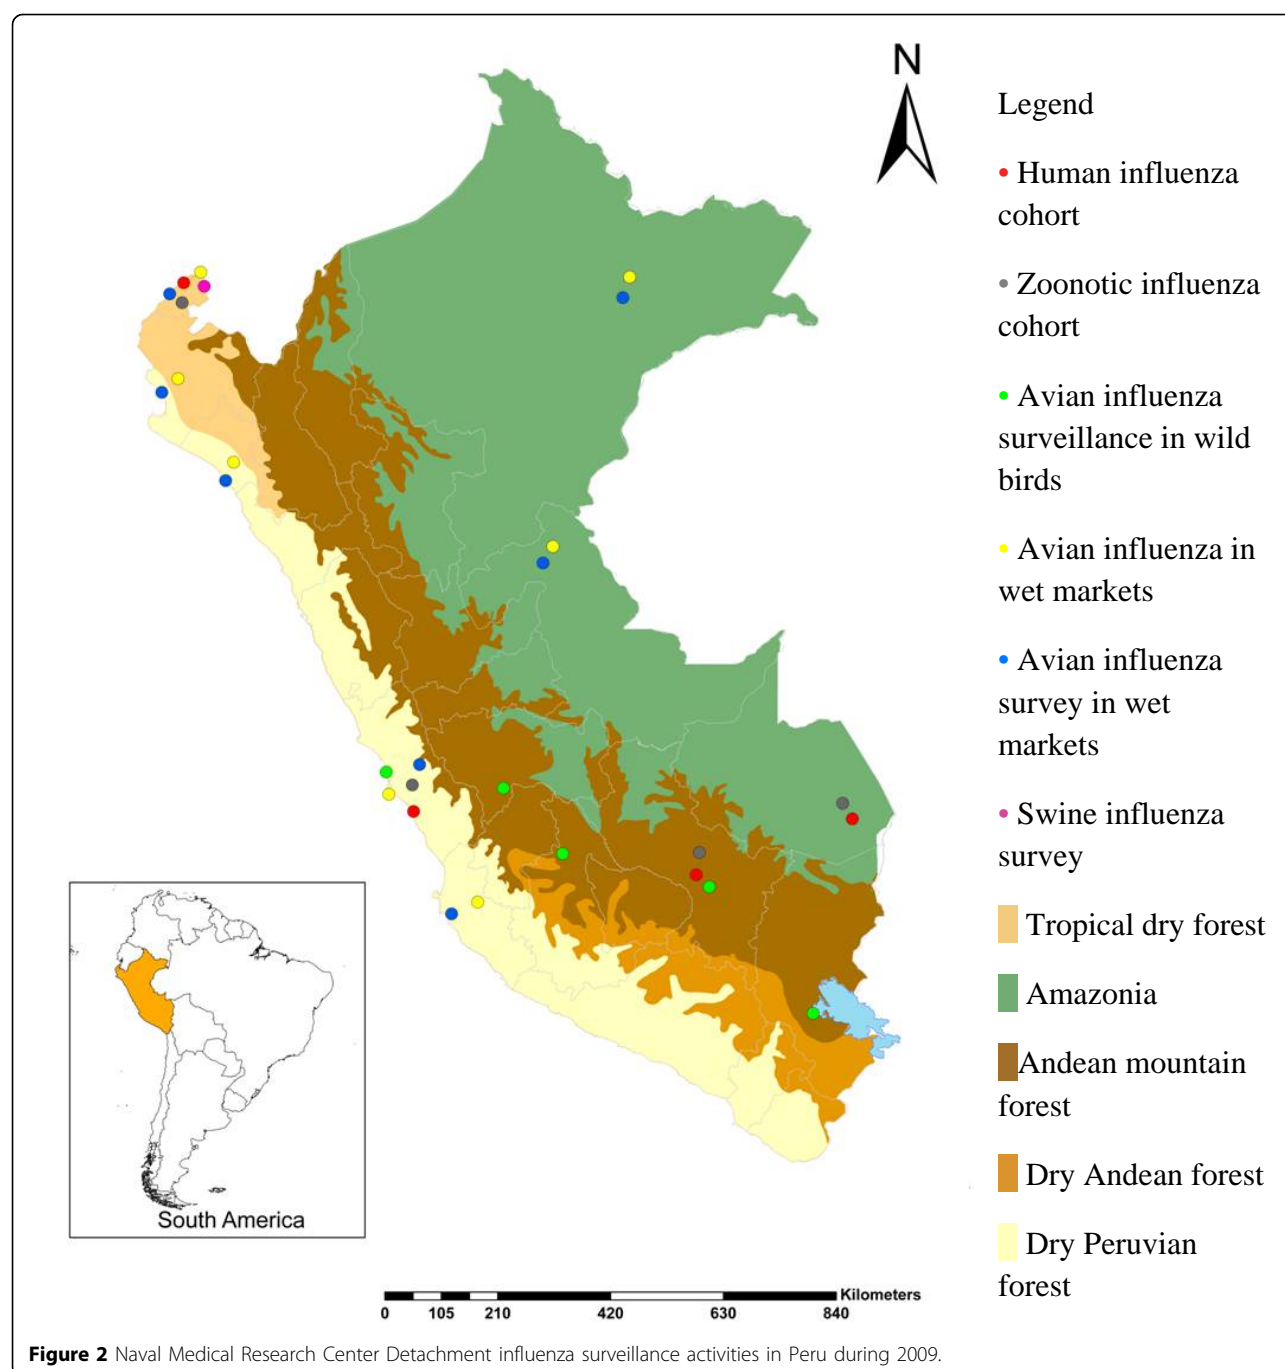 N
Legend
• Human influenza
cohort
• Zoonotic influenza
cohort
• Avian influenza
surveillance in wild
birds
• Avian influenza in
wet markets
• Avian influenza
survey in wet
markets
• Swine influenza
survey
Tropical dry forest
Amazonia
Andean mountain
forest
Dry Andean forest
Dry Peruvian
forest
South America
Kilometers
0 105 210 420 630 840
Figure 2 Naval Medical Research Center Detachment influenza surveillance activities in Peru during 2009.